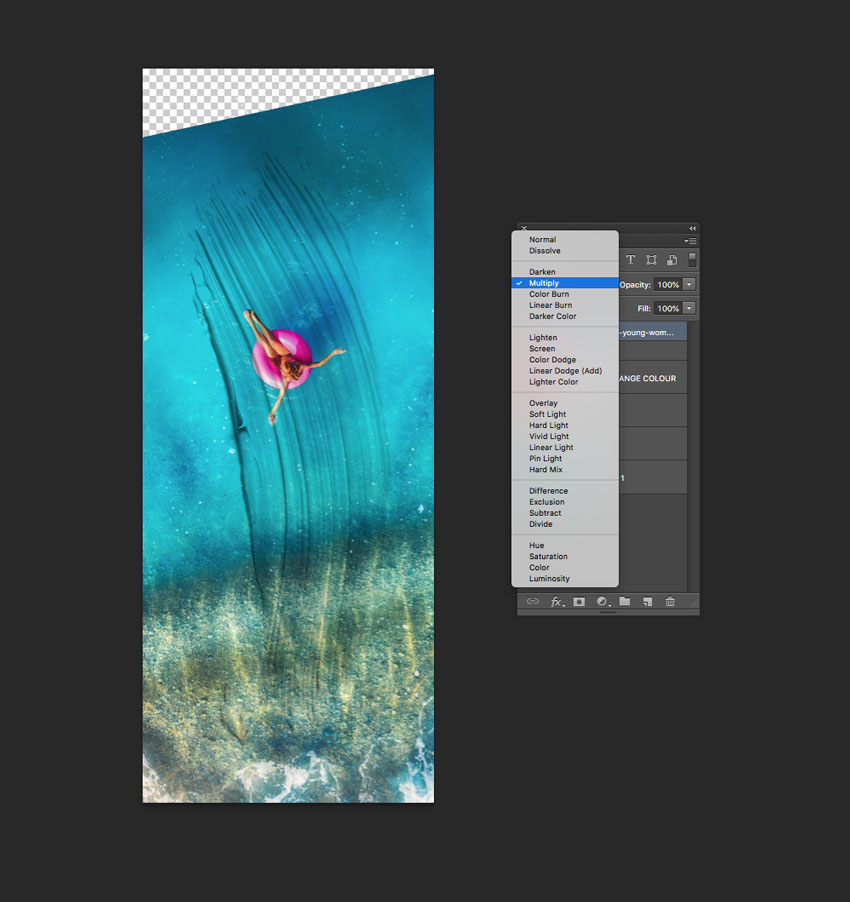 Normal
Dissolve
Darken
Multiply
Color Burn
Linear Burn
Darker Color
Lighten
Screen
Color Dodge
Linear Dodge (Add)
Lighter Color
Overlay
Soft Light
Hard Light
Vivid Light
Linear Light
Pin Light
Hard Mix
Difference
Exclusion
Subtract
Divide
Hue
Saturation
Color
Luminosity
T
Opacity: 100%
Fill: 100%
-young-wom...
ANGE COLOUR
1
fx